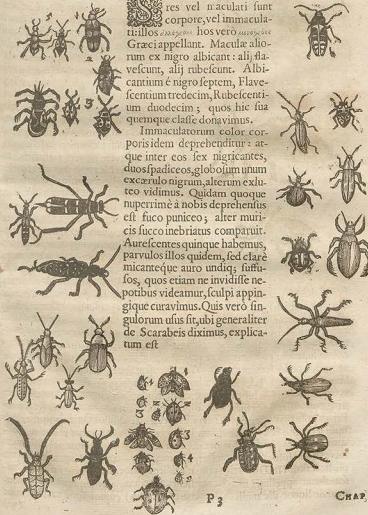 Sres vel maculati sunt
corpore, vel immacula-
ti: illos hos verò
Græci appellant. Maculæ alio-
rum ex nigro albicant: alij fla-
vescunt, alij rubescunt. Albi-
cantium é nigro septem, Flave-
scentium tredecim, Rubescenti-
um duodecim; quos hic sua
quemque classe donavimus.
Immaculatorum color cor-
poris idem deprehenditur: at-
que inter eos sex nigricantes,
duos spadiceos, globosum unum
ex cærulo nigrum, alterum ex lu-
teo vidimus. Quidam quoque
nuperrimè à nobis deprehensus
est fuco puniceo; alter muri-
cis succo inebriatus comparuit.
Aurescentes quinque habemus,
parvulos illos quidem, sed clarè
micanteque auro undiq; suffu-
sos, quos etiam ne invidisse ne-
potibus videamur, sculpi appin-
gique curavimus. Quis verò sin-
gulorum usus sit, ubi generaliter
de Scarabeis diximus, explica-
tum est
P 3
CHAP.